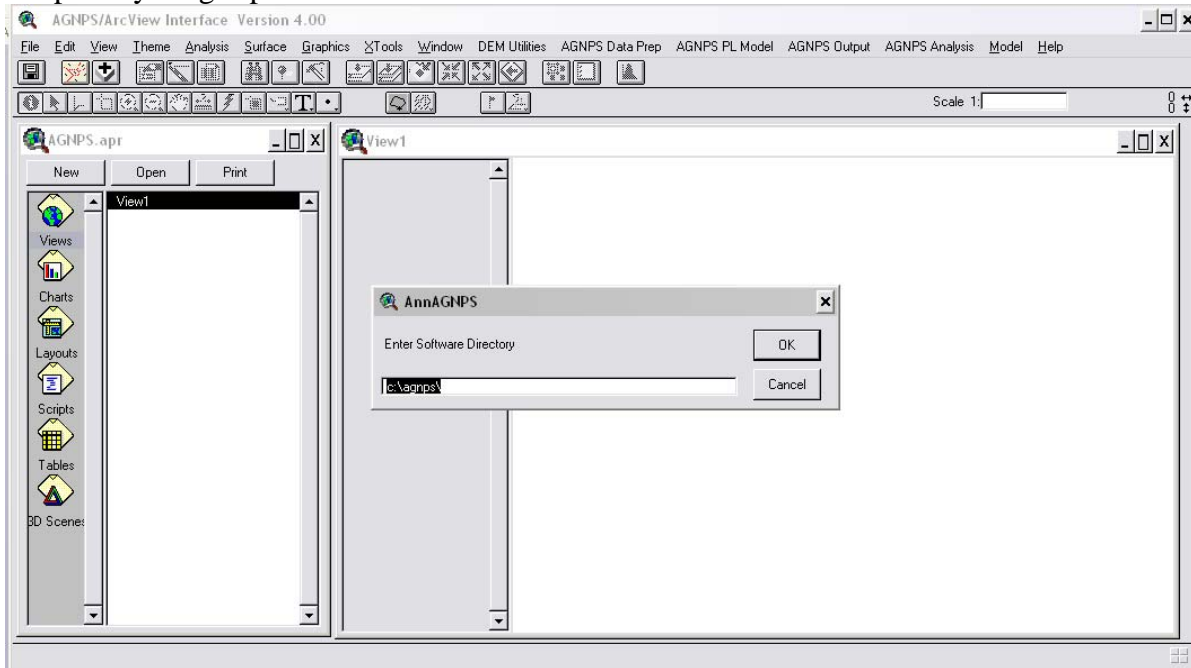 AGNPS/ArcView Interface Version 4.00
File Edit View Theme Analysis Surface Graphics XTools Window DEM Utilities AGNPS Data Prep AGNPS PL Model AGNPS Output AGNPS Analysis Model Help
T
Scale 1:
AGNPS.apr
New Open Print
View1
Views
Charts
Layouts
Scripts
Tables
3D Scenes
View1
AnnAGNPS
Enter Software Directory
OK
c:\agnps\
Cancel